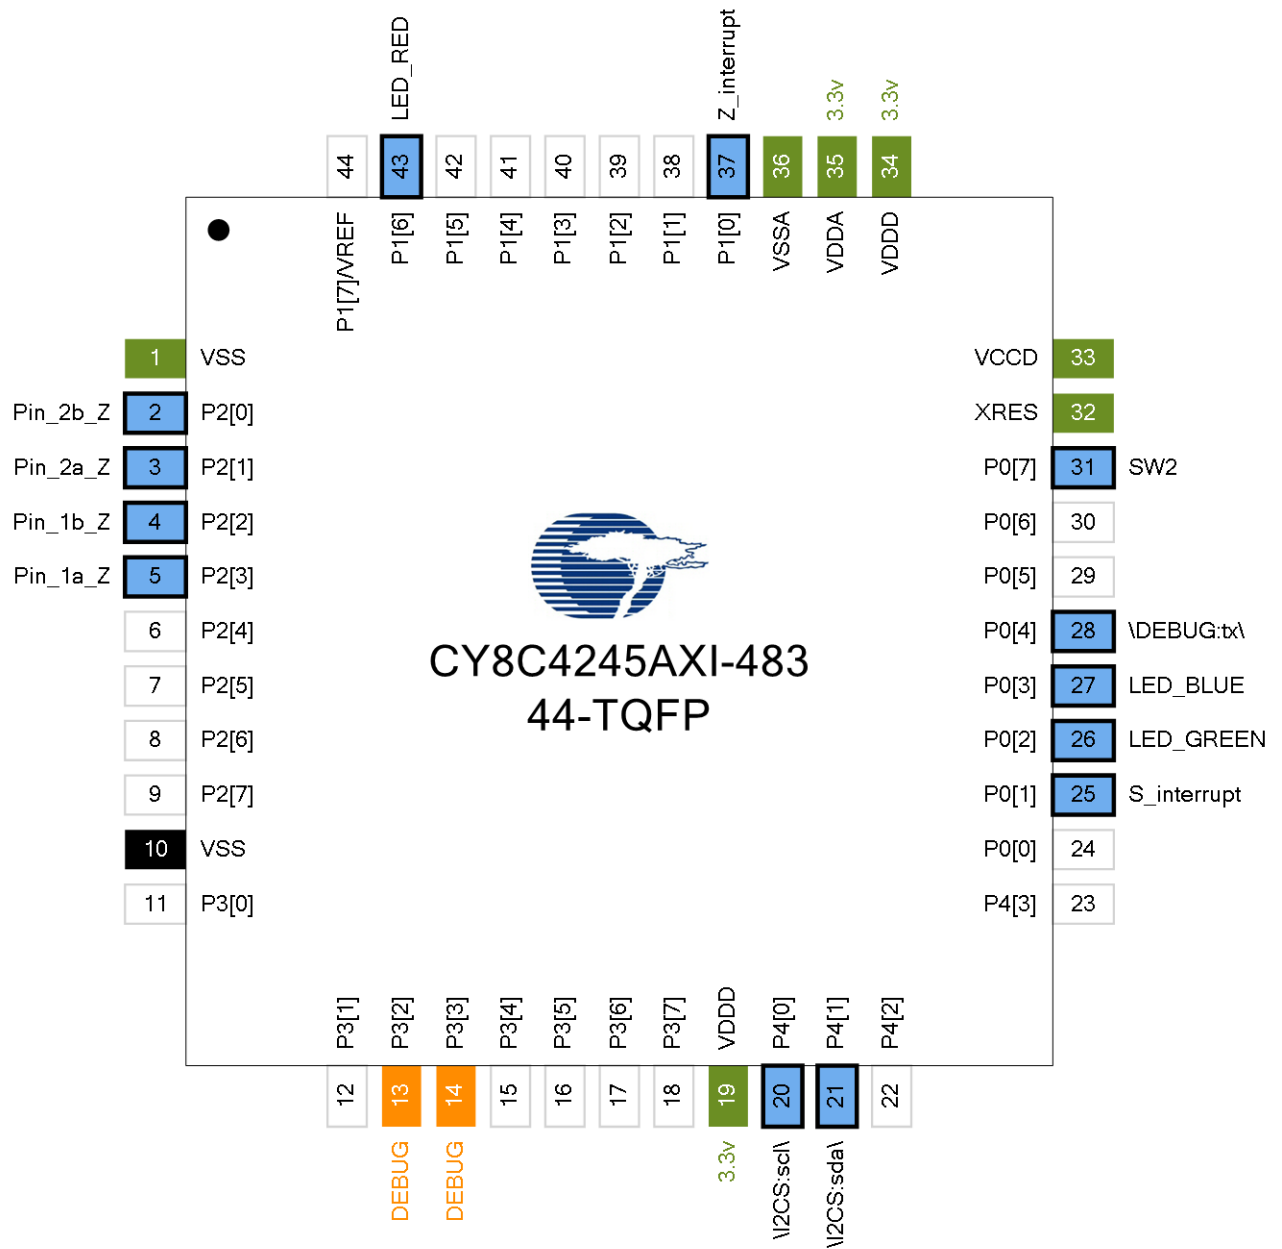 LED_RED
Z_interrupt
3.3v
3.3v
44
43
42
41
40
39
38
37
36
35
34
P1[7]/VREF
P1[6]
P1[5]
P1[4]
P1[3]
P1[2]
P1[1]
P1[0]
VSSA
VDDA
VDDD
1 VSS
Pin_2b_Z 2 P2[0]
Pin_2a_Z 3 P2[1]
Pin_1b_Z 4 P2[2]
Pin_1a_Z 5 P2[3]
6 P2[4]
7 P2[5]
8 P2[6]
9 P2[7]
10 VSS
11 P3[0]
CY8C4245AXI-483
44-TQFP
VCCD 33
XRES 32
P0[7] 31 SW2
P0[6] 30
P0[5] 29
P0[4] 28 \DEBUG:tx\
P0[3] 27 LED_BLUE
P0[2] 26 LED_GREEN
P0[1] 25 S_interrupt
P0[0] 24
P4[3] 23
P3[1]
P3[2]
P3[3]
P3[4]
P3[5]
P3[6]
P3[7]
VDDD
P4[0]
P4[1]
P4[2]
12
13
14
15
16
17
18
19
20
21
22
DEBUG
DEBUG
3.3v
\I2CS:scl\
\I2CS:sda\